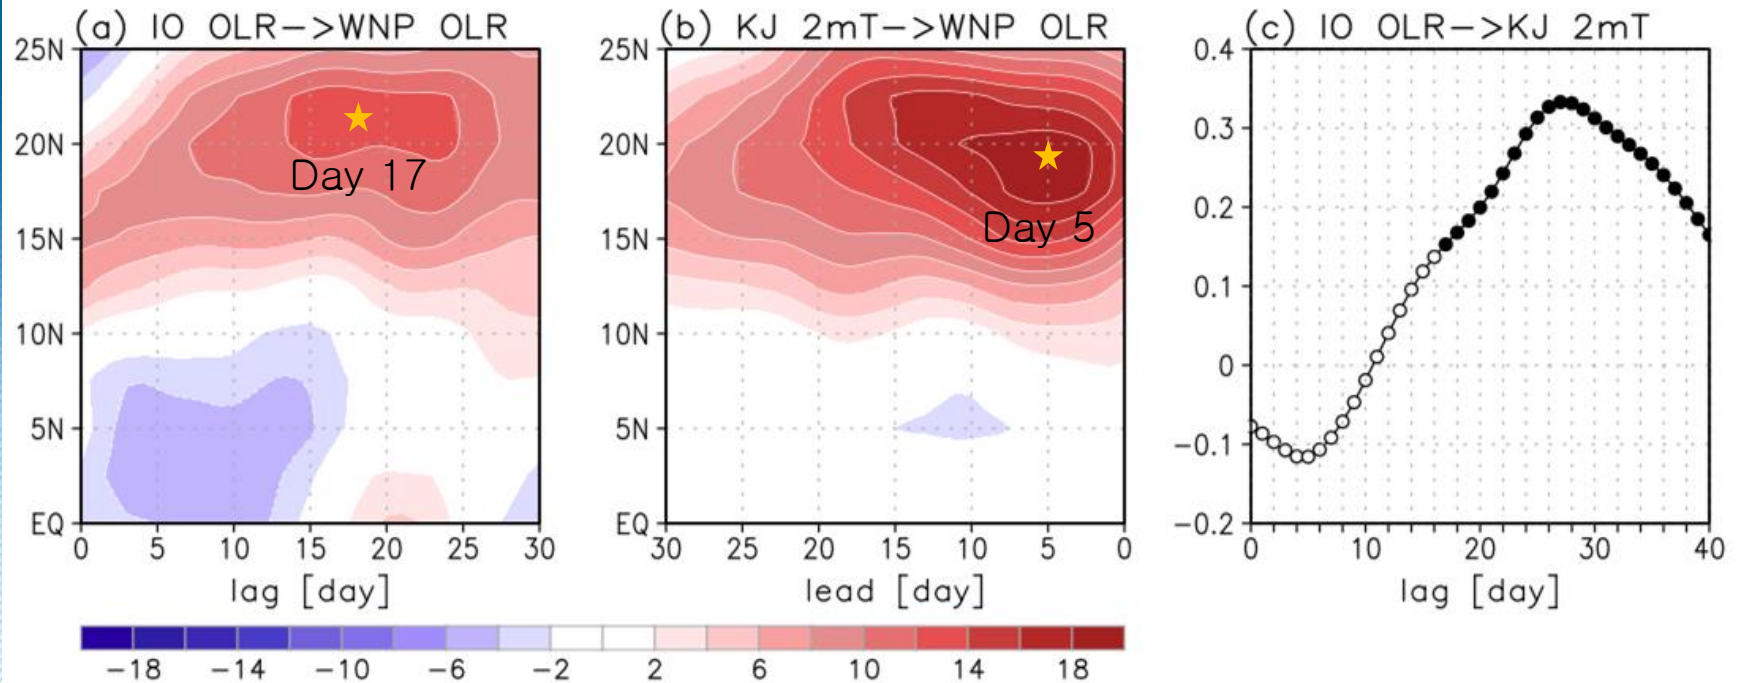 (a) IO OLR->WNP OLR
25N
20N
15N
10N
5N
EQ
Day 17
0 5 10 15 20 25 30
lag [day]
(b) KJ 2mT->WNP OLR
25N
20N
15N
10N
5N
EQ
Day 5
30 25 20 15 10 5 0
lead [day]
(c) IO OLR->KJ 2mT
0.4
0.3
0.2
0.1
0
-0.1
-0.2
0 10 20 30 40
lag [day]
-18 -14 -10 -6 -2 2 6 10 14 18